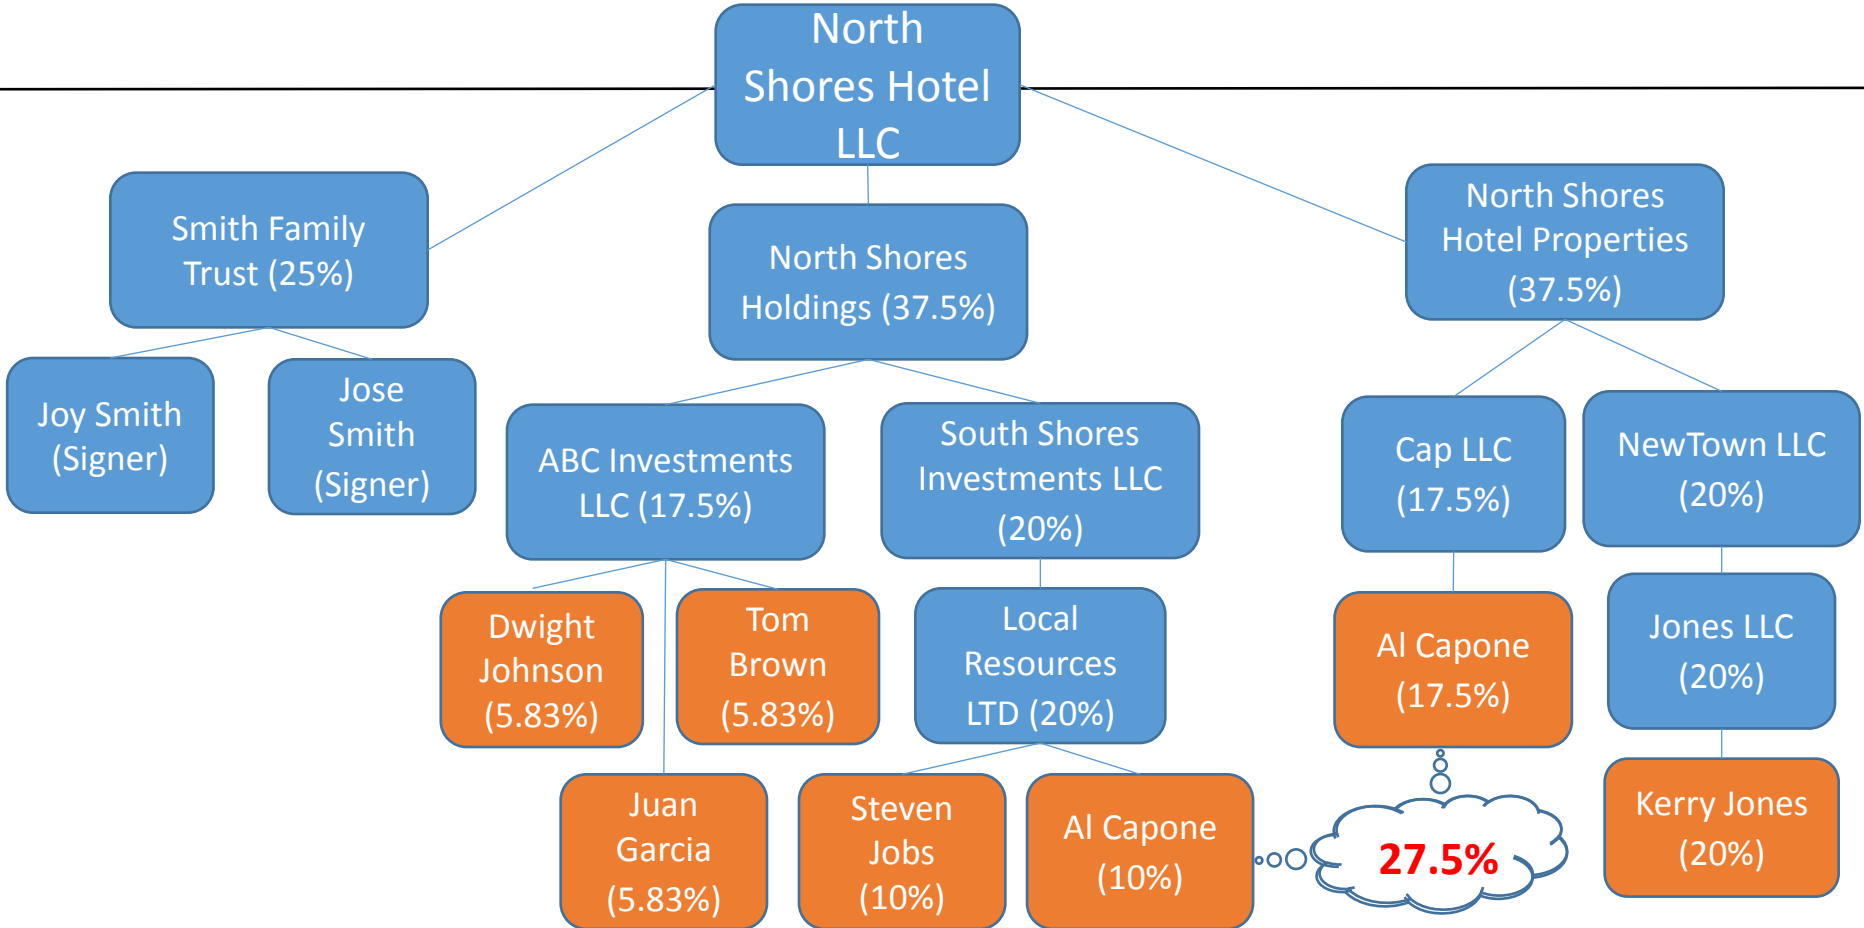 North
Shores Hotel
LLC
Smith Family
Trust (25%)
North Shores
Holdings (37.5%)
North Shores
Hotel Properties
(37.5%)
Joy Smith
(Signer)
Jose
Smith
(Signer)
ABC Investments
LLC (17.5%)
South Shores
Investments LLC
(20%)
Cap LLC
(17.5%)
NewTown LLC
(20%)
Dwight
Johnson
(5.83%)
Tom
Brown
(5.83%)
Local
Resources
LTD (20%)
Al Capone
(17.5%)
Jones LLC
(20%)
Juan
Garcia
(5.83%)
Steven
Jobs
(10%)
Al Capone
(10%)
27.5%
Kerry Jones
(20%)